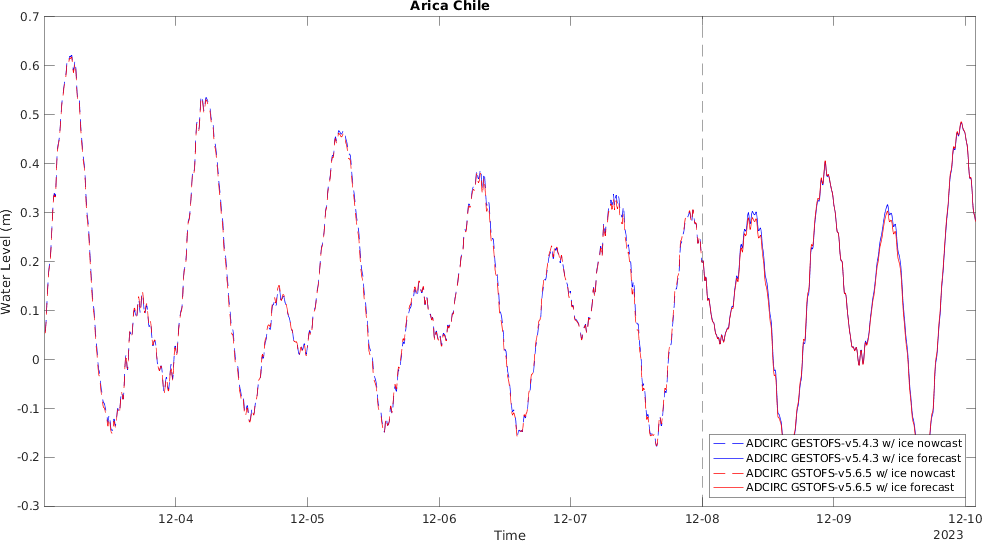 Arica Chile
0.7
0.6
0.5
0.4
0.3
0.2
0.1
0
-0.1
-0.2
-0.3
Water Level (m)
12-04
12-05
12-06
12-07
12-08
12-09
12-10
Time
2023
ADCIRC GESTOFS-v5.4.3 w/ ice nowcast
ADCIRC GESTOFS-v5.4.3 w/ ice forecast
ADCIRC GSTOFS-v5.6.5 w/ ice nowcast
ADCIRC GSTOFS-v5.6.5 w/ ice forecast